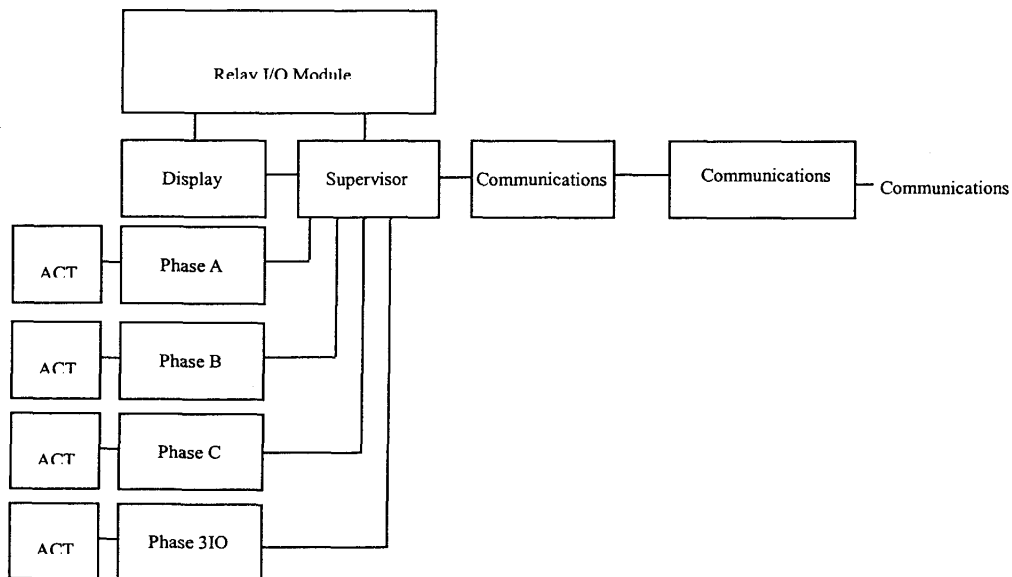 Relay I/O Module
Display
Supervisor
Communications
Communications
Communications
ACT
Phase A
ACT
Phase B
ACT
Phase C
ACT
Phase 3IO